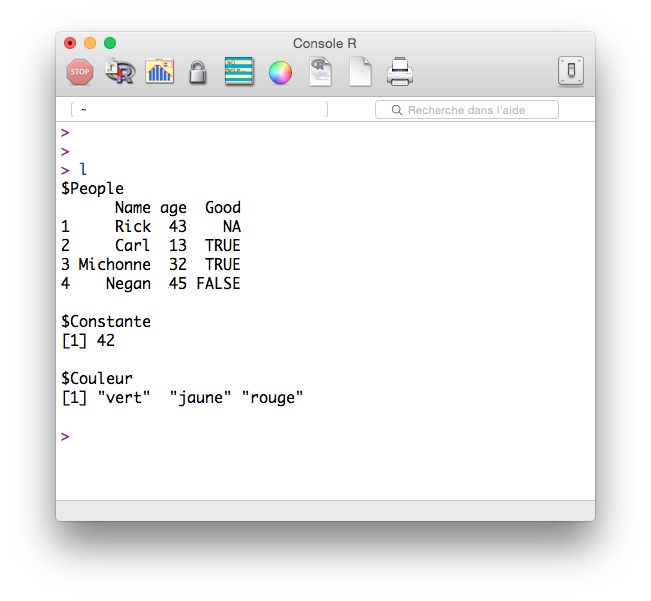 Console R
STOP
~
Recherche dans l'aide
>
>
> l
$People
      Name age  Good
1     Rick  43    NA
2     Carl  13  TRUE
3 Michonne  32  TRUE
4    Negan  45 FALSE
$Constante
[1] 42
$Couleur
[1] "vert"  "jaune" "rouge"
>